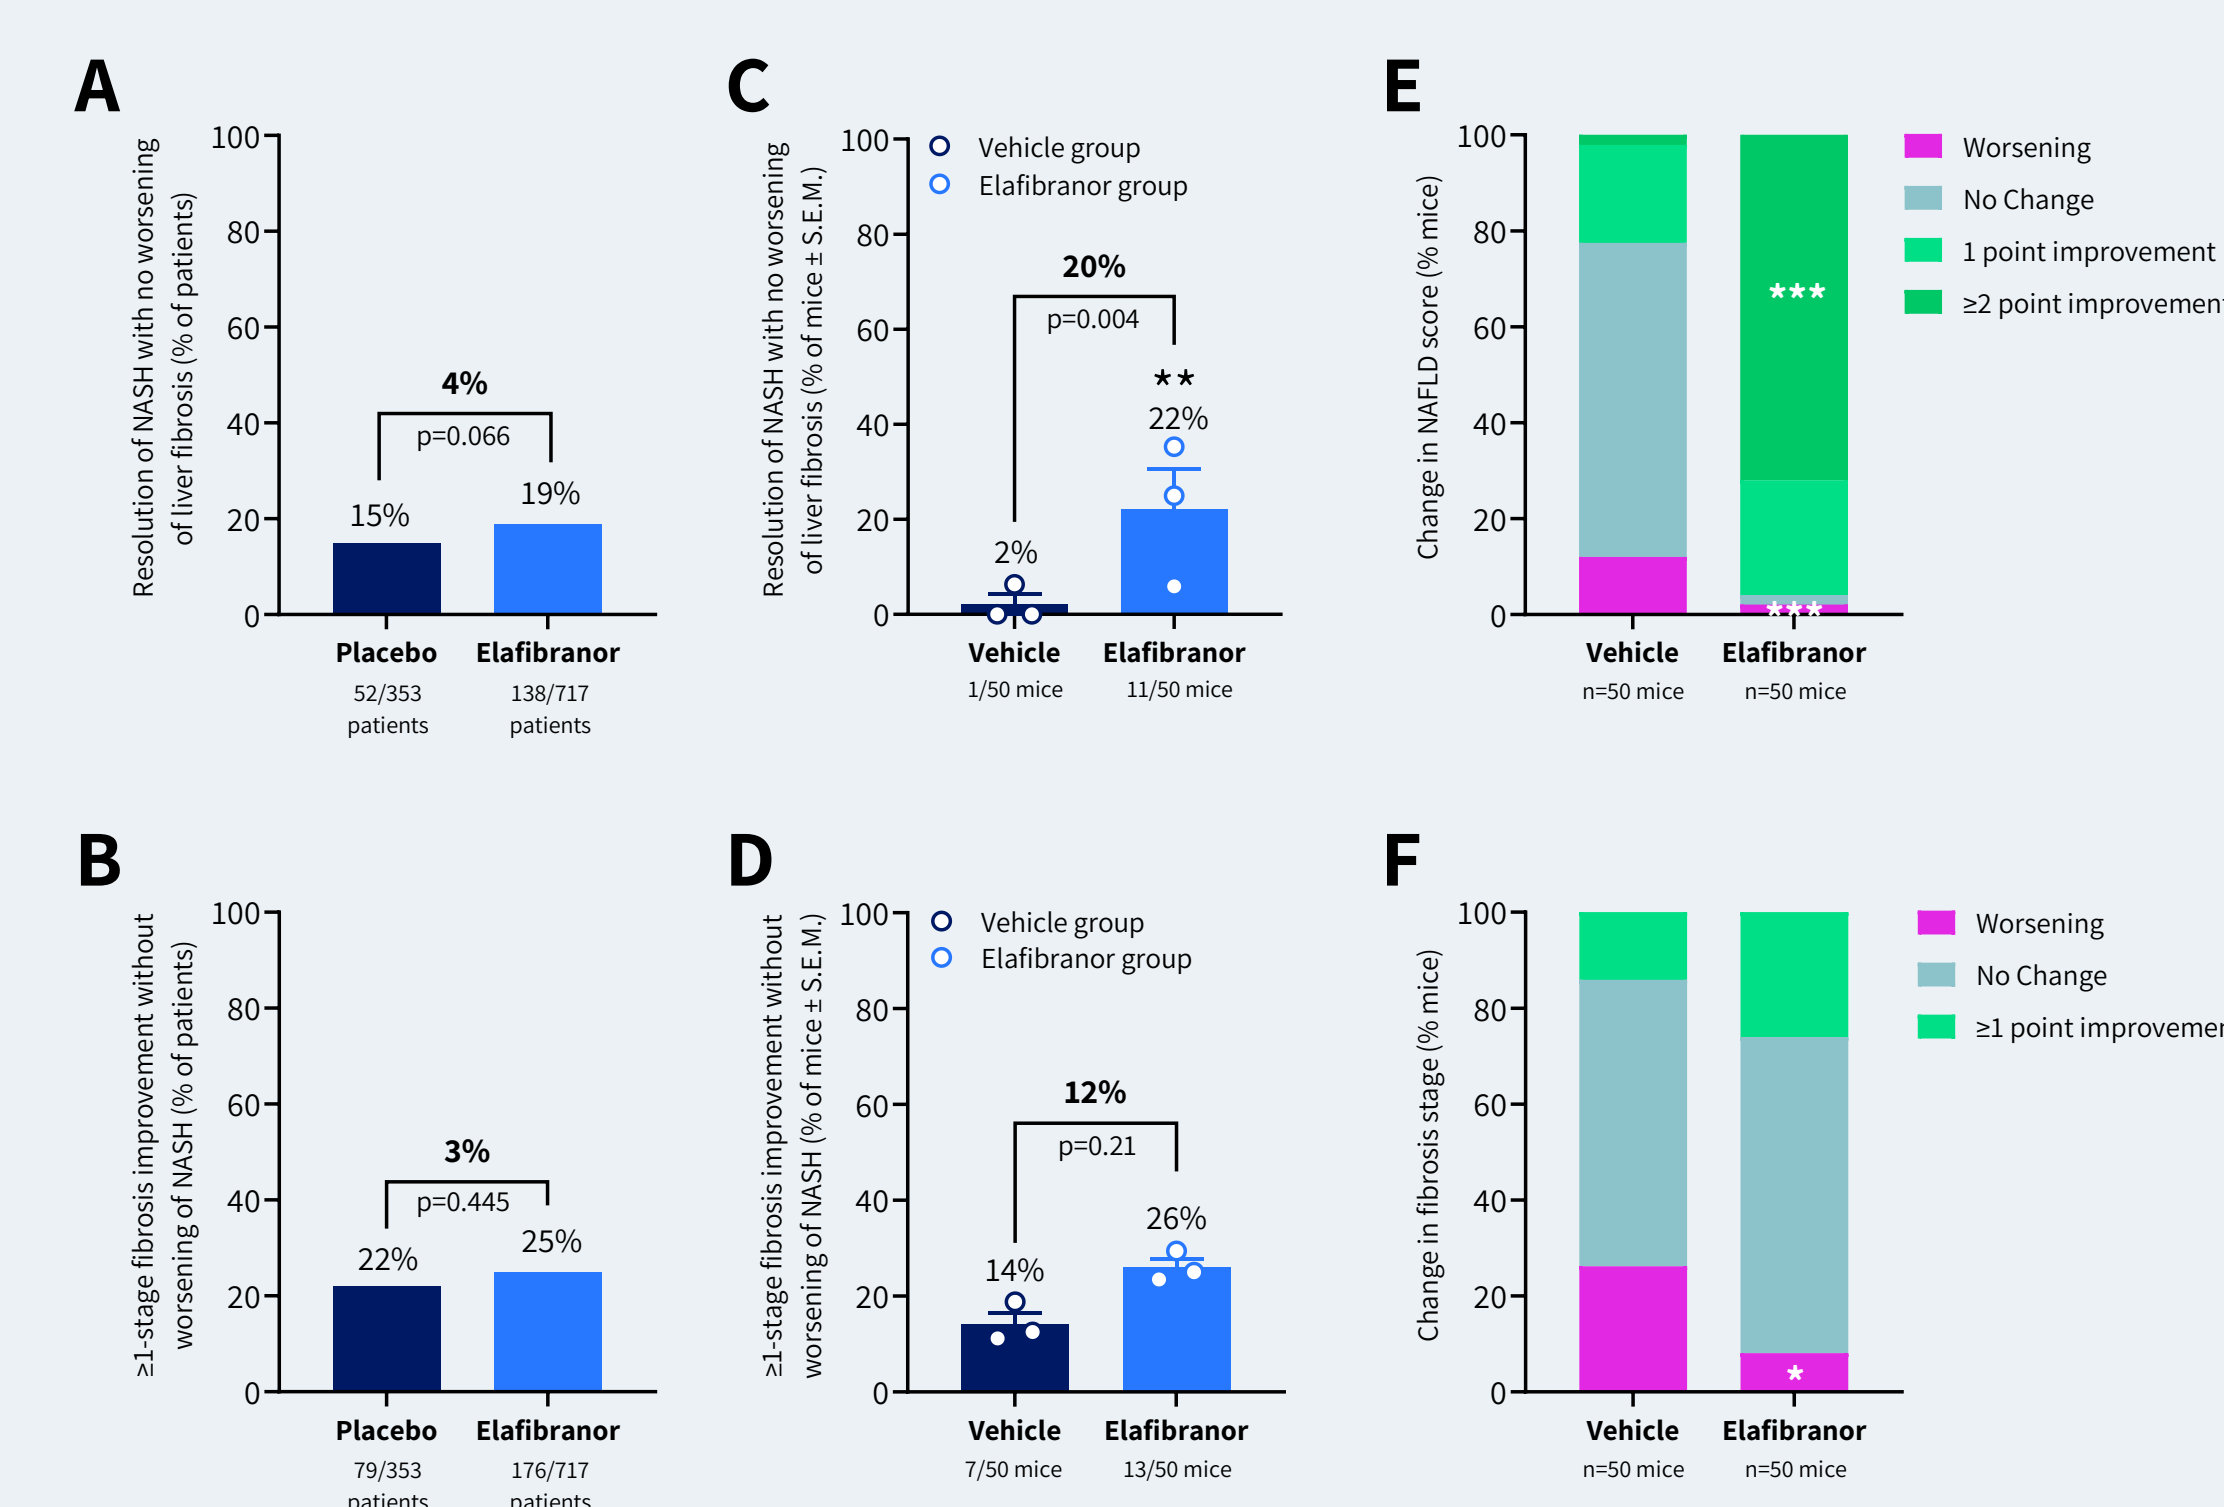 A
Resolution of NASH with no worsening
of liver fibrosis (% of patients)
100
80
60
40
20
0
4%
p=0.066
15%
19%
Placebo
Elafibranor
52/353
patients
138/717
patients
C
Resolution of NASH with no worsening
of liver fibrosis (% of mice ± S.E.M.)
100
80
60
40
20
0
Vehicle group
Elafibranor group
20%
p=0.004
**
22%
2%
Vehicle
Elafibranor
1/50 mice
11/50 mice
E
Change in NAFLD score (% mice)
100
80
60
40
20
0
***
***
Vehicle
Elafibranor
n=50 mice
n=50 mice
Worsening
No Change
1 point improvement
≥2 point improvement
B
≥1-stage fibrosis improvement without
worsening of NASH (% of patients)
100
80
60
40
20
0
3%
p=0.445
22%
25%
Placebo
Elafibranor
79/353
patients
176/717
patients
D
≥1-stage fibrosis improvement without
worsening of NASH (% of mice ± S.E.M.)
100
80
60
40
20
0
Vehicle group
Elafibranor group
12%
p=0.21
26%
14%
Vehicle
Elafibranor
7/50 mice
13/50 mice
F
Change in fibrosis stage (% mice)
100
80
60
40
20
0
*
Vehicle
Elafibranor
n=50 mice
n=50 mice
Worsening
No Change
≥1 point improvemen